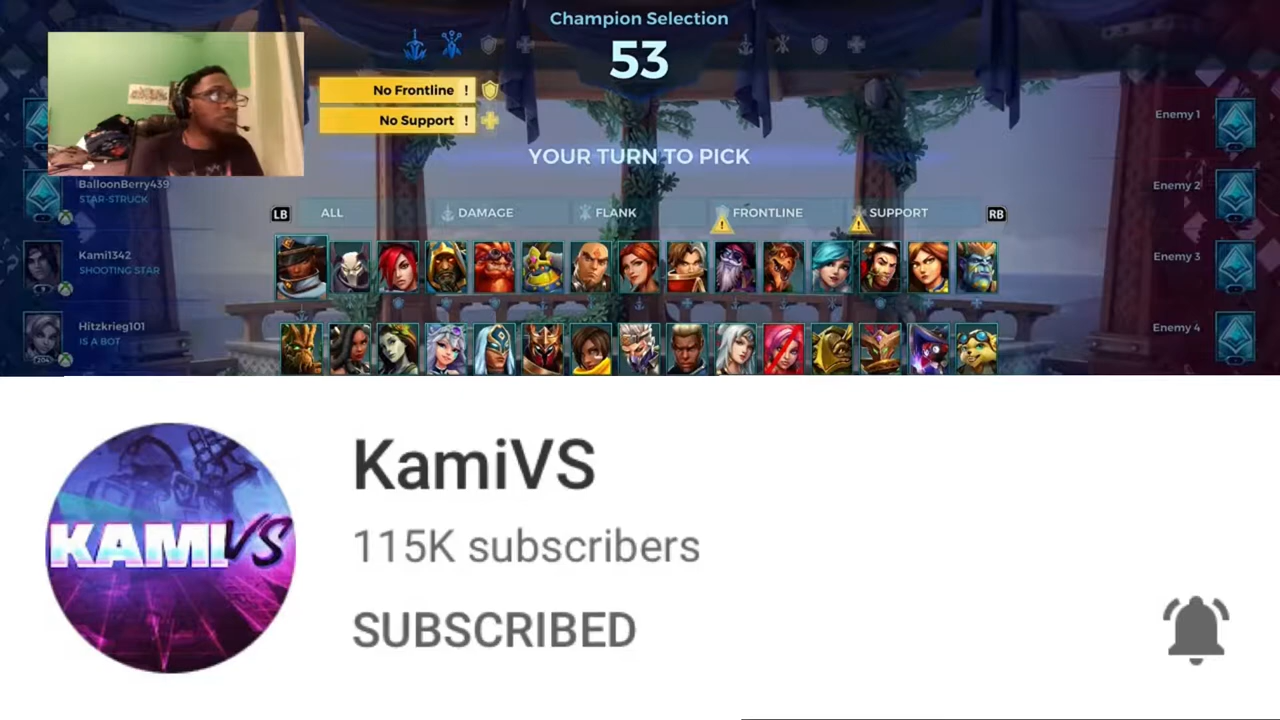 Champion Selection
53
No Frontline !
No Support !
YOUR TURN TO PICK
LB ALL DAMAGE FLANK FRONTLINE SUPPORT RB
BalloonBerry439
STAR-STRUCK
Kami1342
SHOOTING STAR
Hitzkrieg101
IS A BOT
Enemy 1
Enemy 2
Enemy 3
Enemy 4
KAMIVS
KamiVS
115K subscribers
SUBSCRIBED